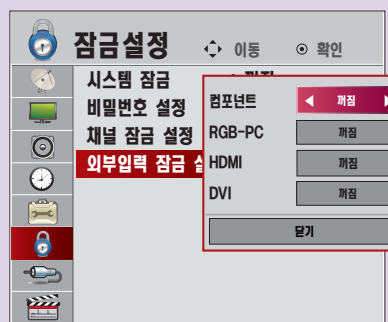 잠금설정 이동 확인
시스템 잠금
비밀번호 설정
채널 잠금 설정
외부입력 잠금
컴포넌트 꺼짐
RGB-PC 꺼짐
HDMI 꺼짐
DVI 꺼짐
닫기